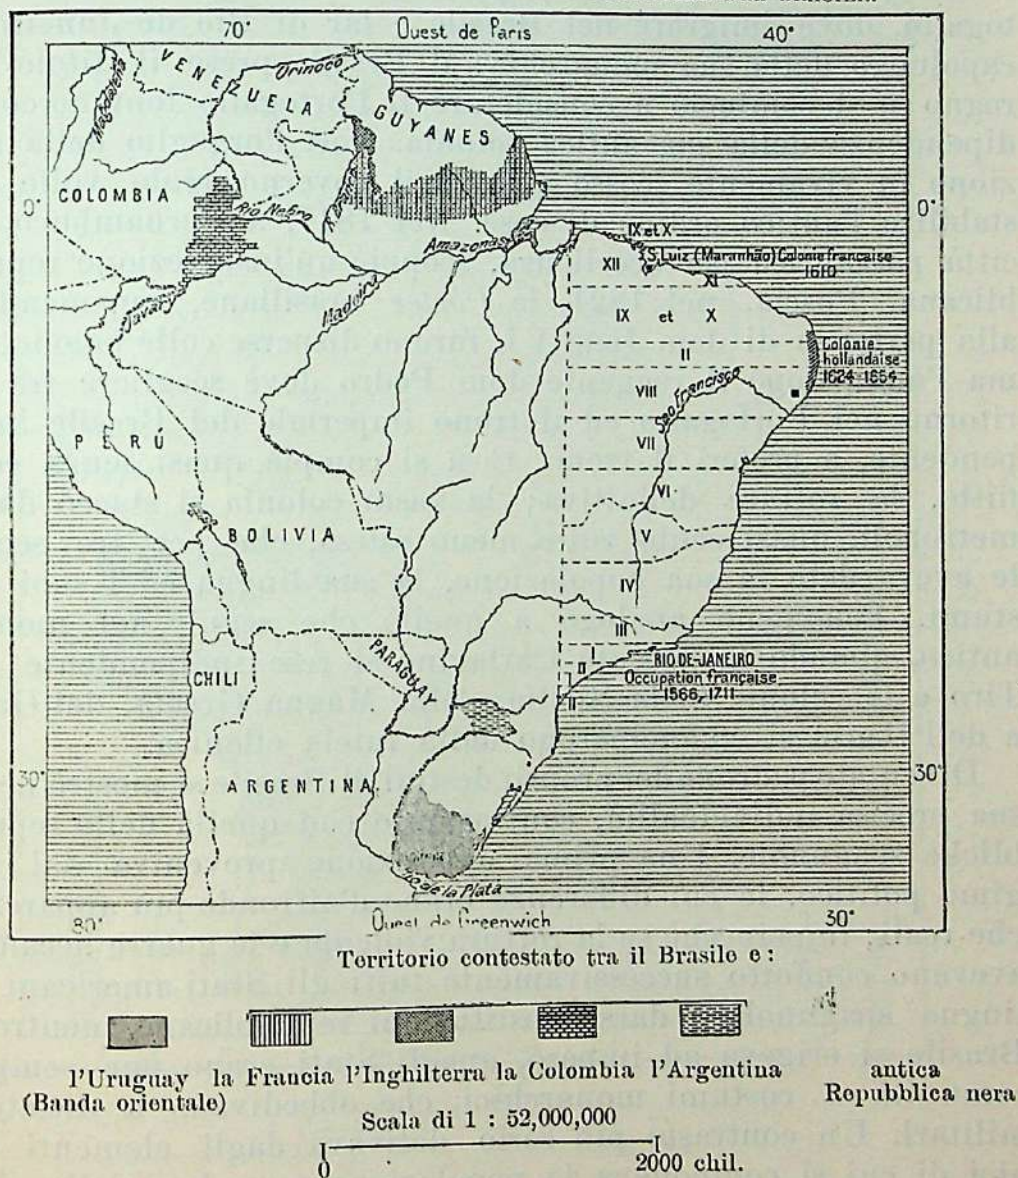 70° Ouest de Paris 40°
VENEZUELA
Orinoco
Magdalena
GUYANES
COLOMBIA
0° 0°
Rio Negro
Amazonas
IX et X
S. Luiz (Maranhão) Colonie française
1610
XII
XI
IX et X
Javary
Madeira
II
Colonie
hollandaise
1624-1654
VIII
São Francisco
PERÚ
VII
VI
BOLIVIA
IV
III
I
CHILI
PARAGUAY
II
RIO-DE-JANEIRO
Occupation française
1566, 1711
II
30° 30°
ARGENTINA
Rio de la Plata
80° Ouest de Greenwich 30°
Territorio contestato tra il Brasile e :
l'Uruguay la Francia l'Inghilterra la Colombia l'Argentina antica
(Banda orientale) Repubblica nera
Scala di 1 : 52,000,000
0 2000 chil.